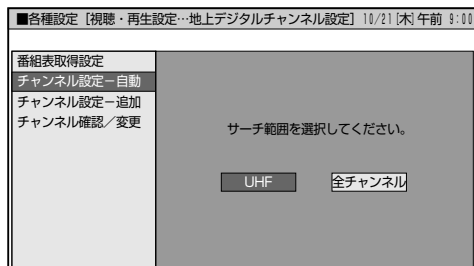 ■各種設定［視聴・再生設定…地上デジタルチャンネル設定］10/21[木]午前 9:00
番組表取得設定
チャンネル設定－自動
チャンネル設定－追加
チャンネル確認／変更
サーチ範囲を選択してください。
UHF 全チャンネル